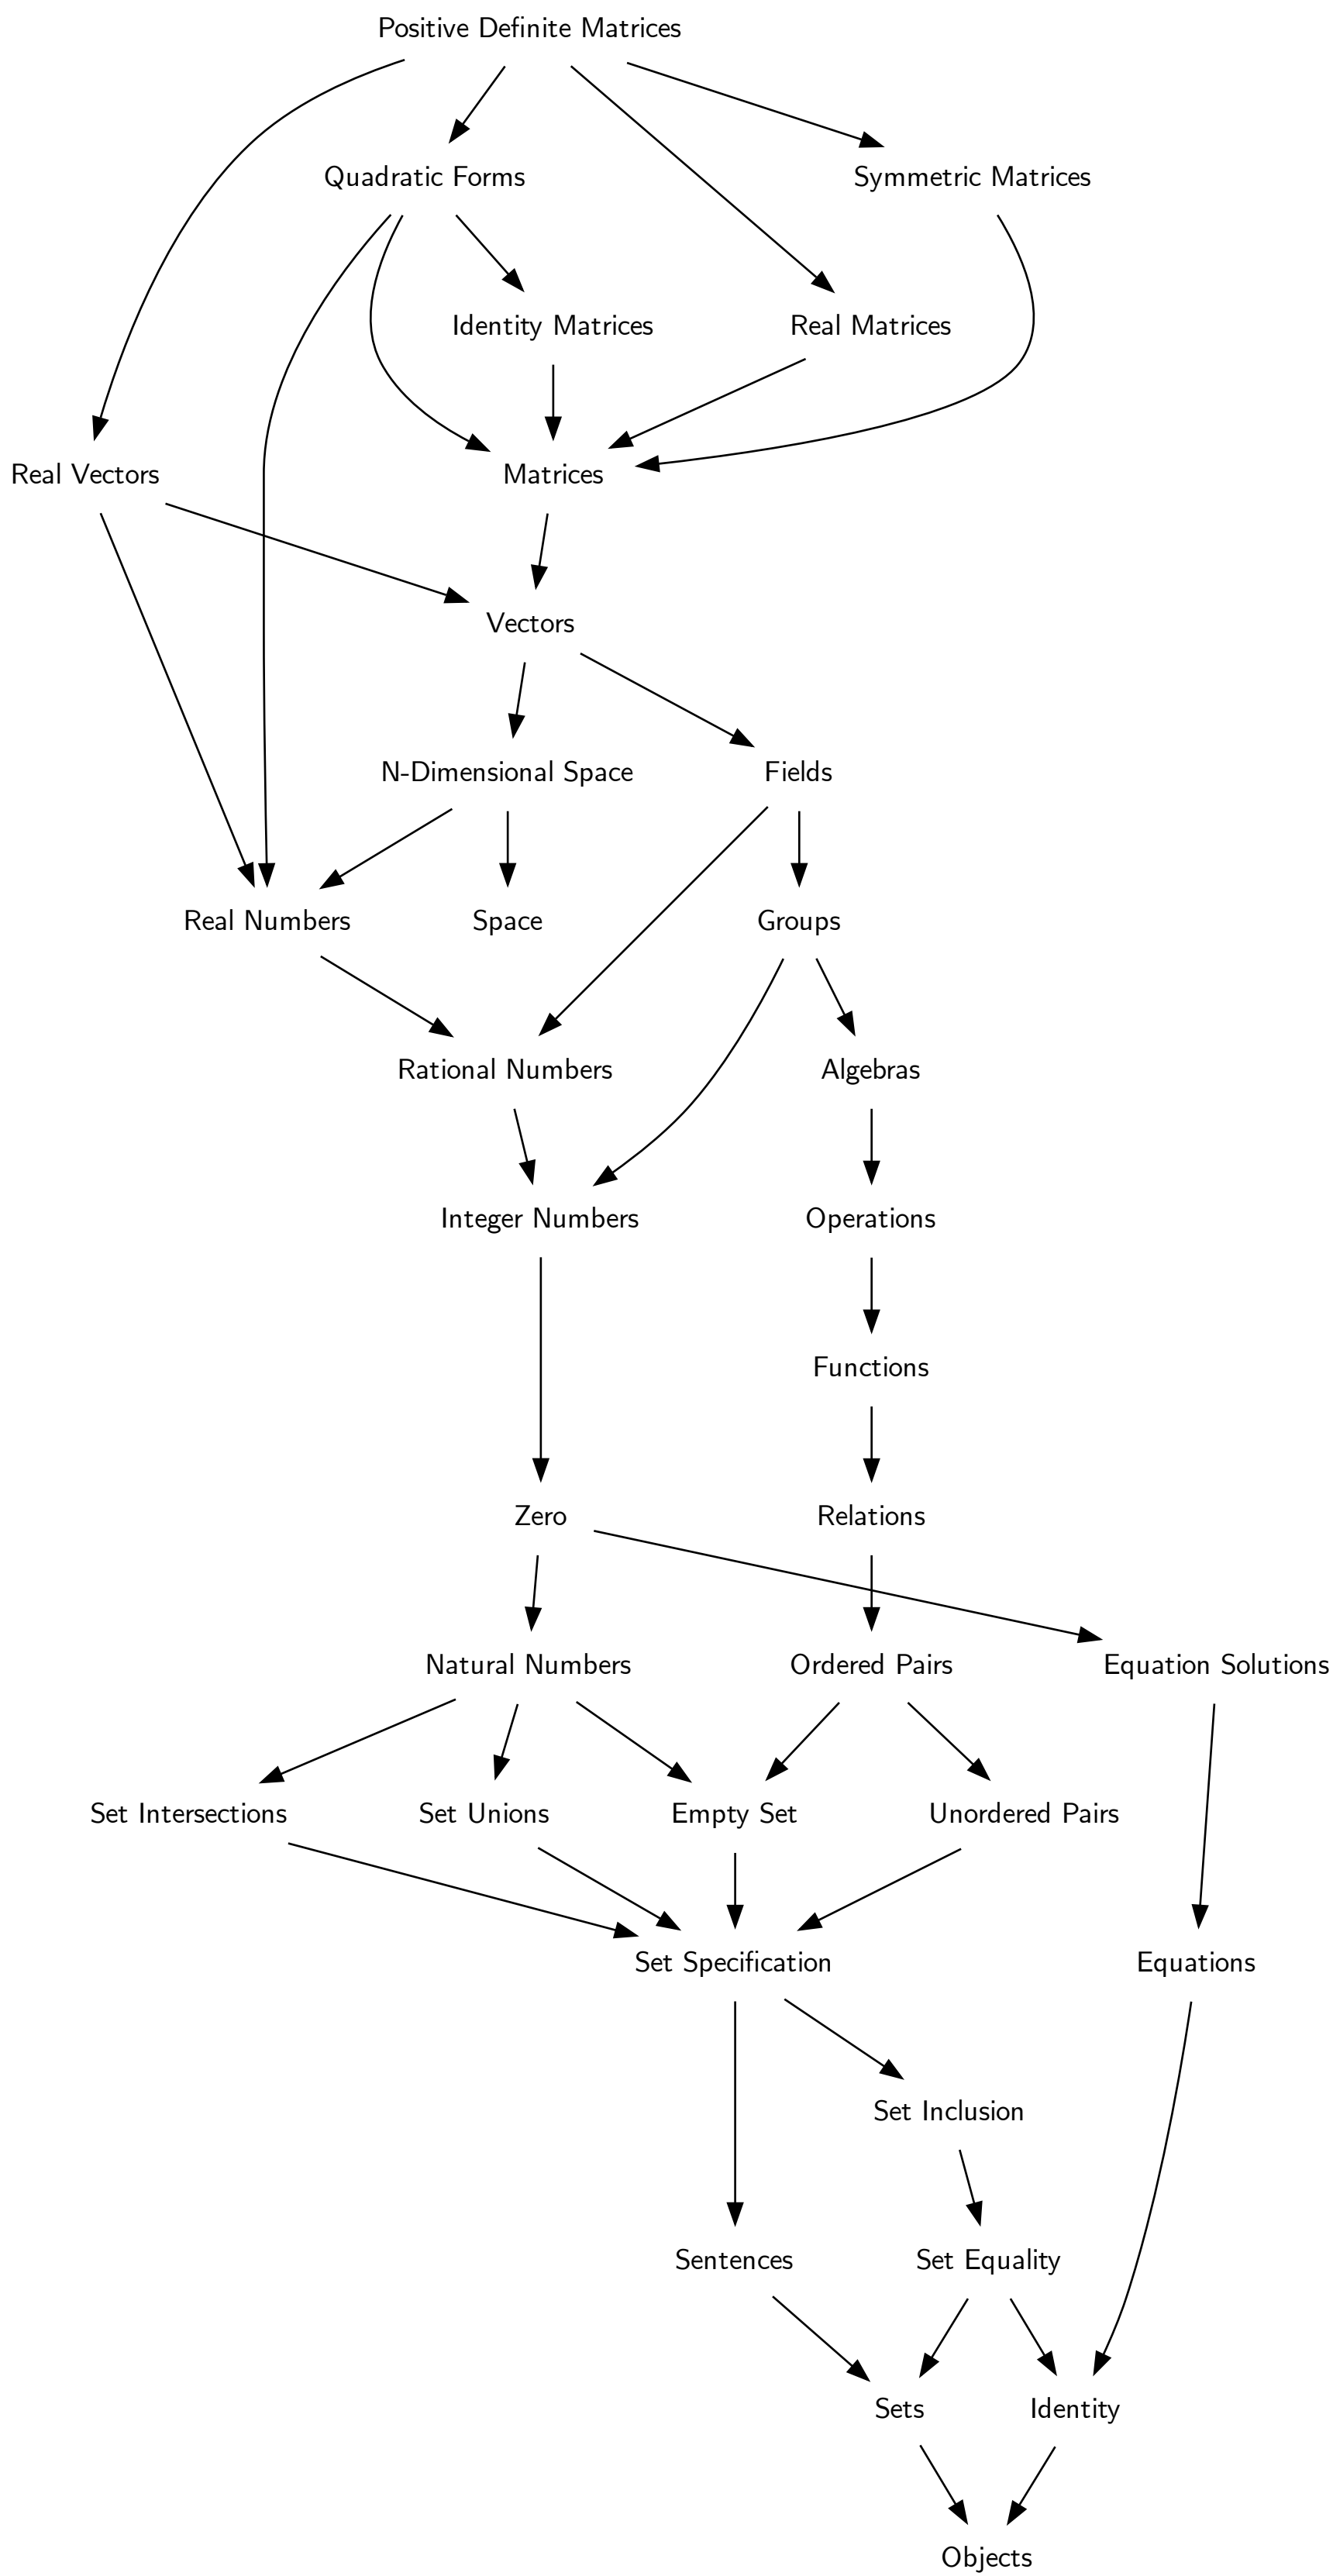 Positive Definite Matrices
Quadratic Forms
Symmetric Matrices
Identity Matrices
Real Matrices
Real Vectors
Matrices
Vectors
N-Dimensional Space
Fields
Real Numbers
Space
Groups
Rational Numbers
Algebras
Integer Numbers
Operations
Functions
Zero
Relations
Natural Numbers
Ordered Pairs
Equation Solutions
Set Intersections
Set Unions
Empty Set
Unordered Pairs
Set Specification
Equations
Set Inclusion
Sentences
Set Equality
Sets
Identity
Objects